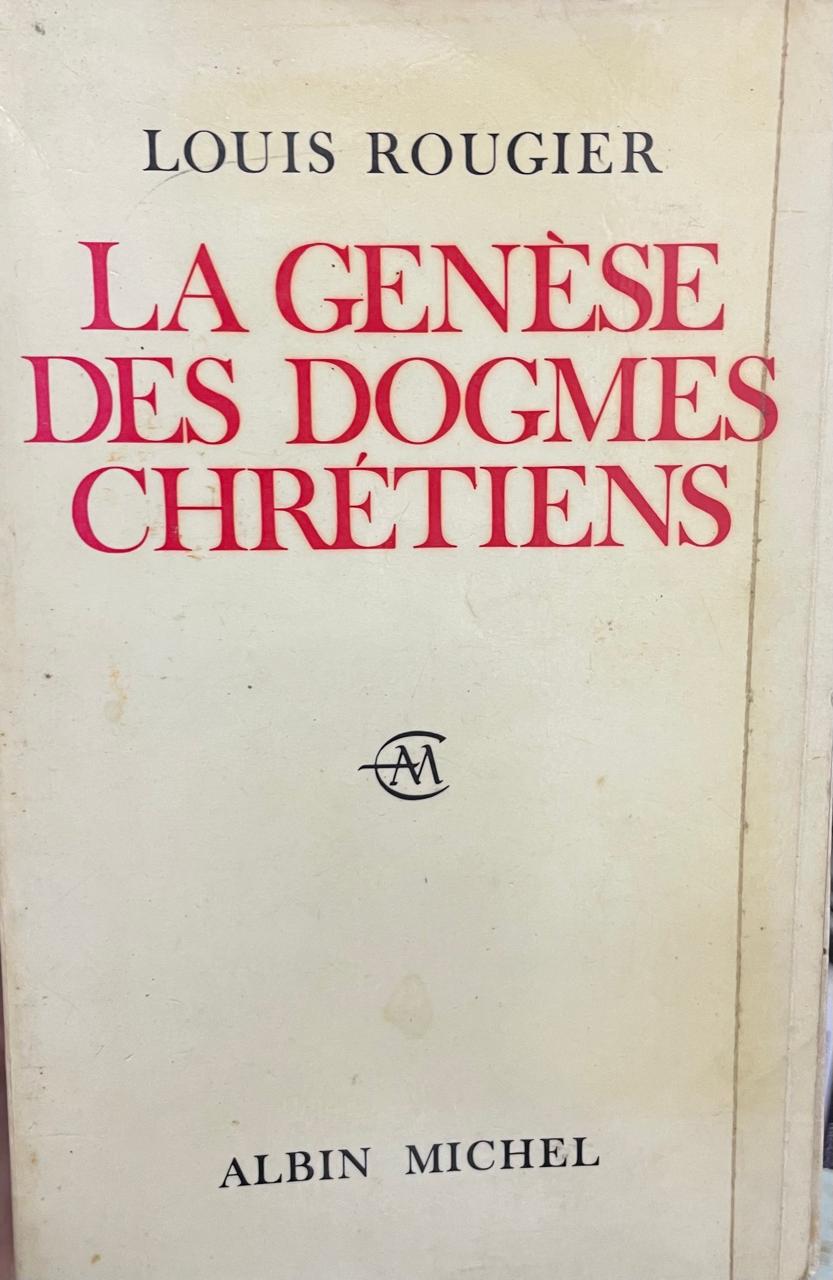 LOUIS ROUGIER
LA GENÈSE
DES DOGMES
CHRÉTIENS
AM
ALBIN MICHEL